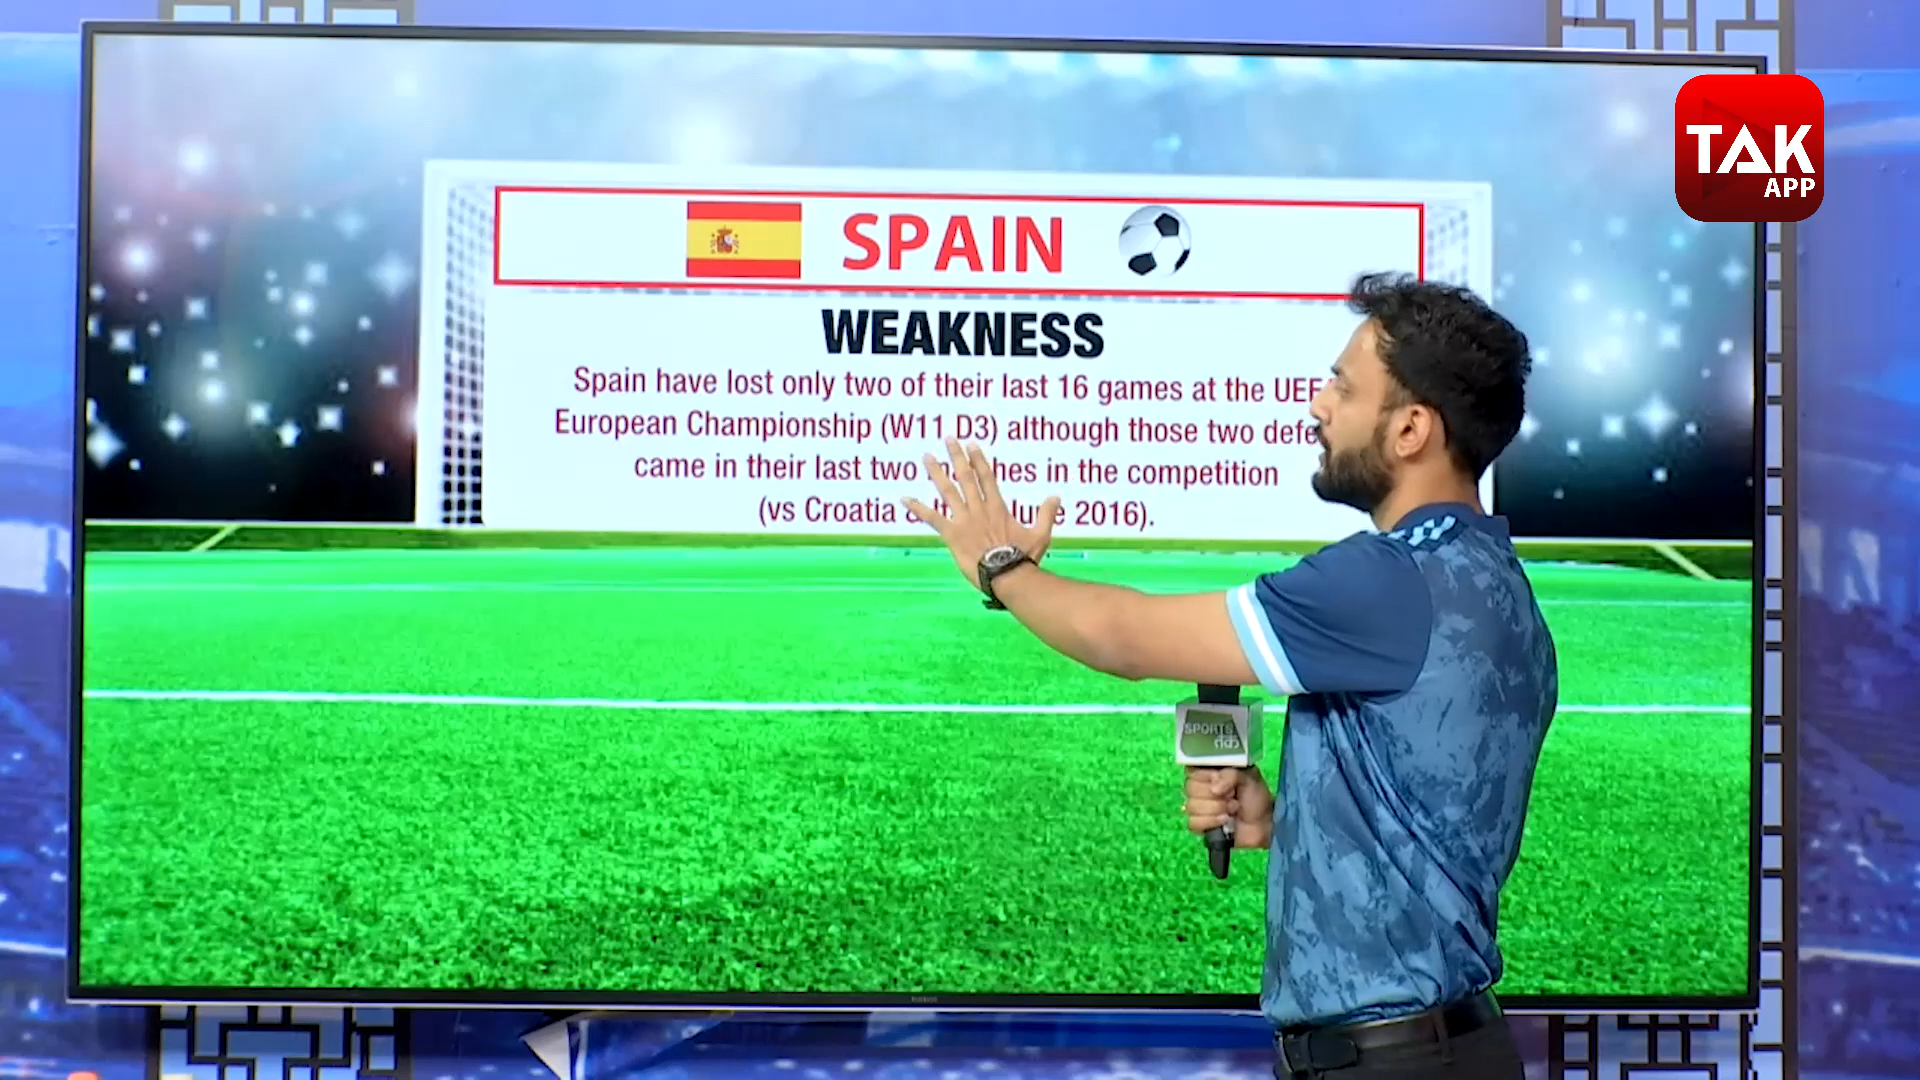 TAK
APP
SPAIN
WEAKNESS
Spain have lost only two of their last 16 games at the
European Championship (W11 D3) although those two
came in their last two in the competition
(vs Croatia 2016).
SPORTS